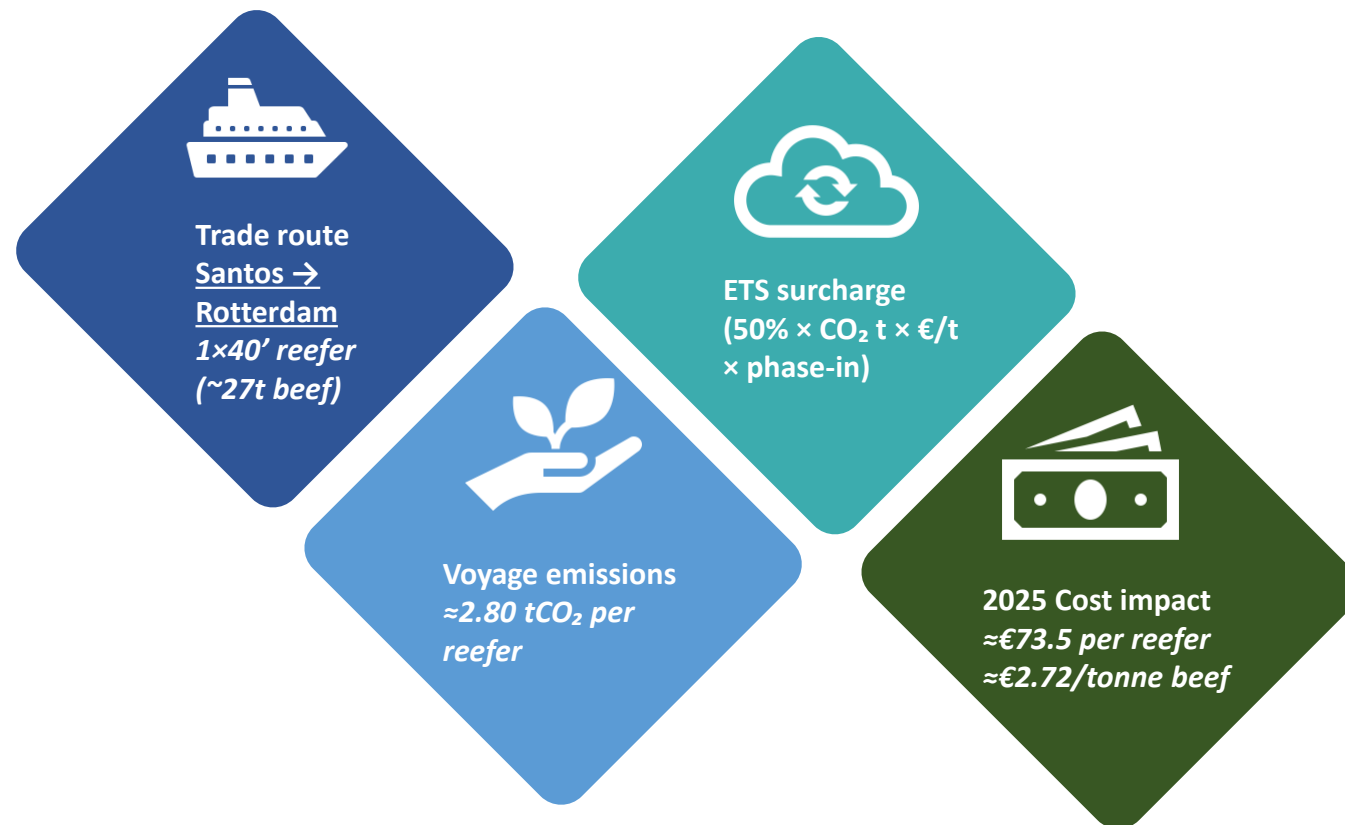 Trade route
Santos →
Rotterdam
1×40’ reefer
(~27t beef)
Voyage emissions
≈2.80 tCO₂ per
reefer
ETS surcharge
(50% × CO₂ t × €/t
× phase-in)
2025 Cost impact
≈€73.5 per reefer
≈€2.72/tonne beef